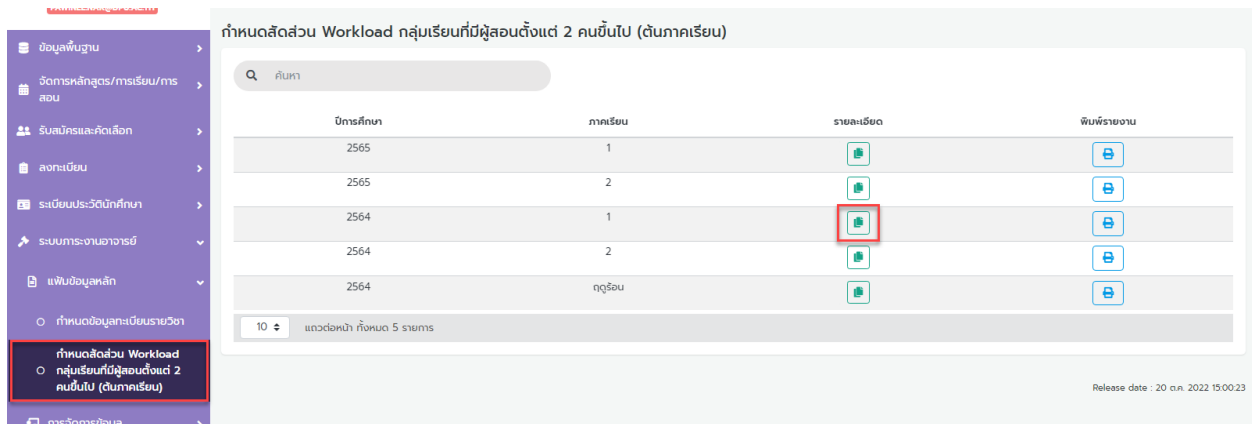 กำหนดสัดส่วน Workload กลุ่มเรียนที่มีผู้สอนตั้งแต่ 2 คนขึ้นไป (ต้นภาคเรียน)
ข้อมูลพื้นฐาน
จัดการหลักสูตร/การเรียน/การ
สอน
รับสมัครและคัดเลือก
ลงทะเบียน
ระเบียนประวัตินักศึกษา
ระบบภาระงานอาจารย์
แฟ้มข้อมูลหลัก
กำหนดข้อมูลทะเบียนรายวิชา
กำหนดสัดส่วน Workload
กลุ่มเรียนที่มีผู้สอนตั้งแต่ 2
คนขึ้นไป (ต้นภาคเรียน)
การจัดการข้อมูล
ค้นหา
ปีการศึกษา ภาคเรียน รายละเอียด พิมพ์รายงาน
2565 1
2565 2
2564 1
2564 2
2564 ฤดูร้อน
10 แถวต่อหน้า ทั้งหมด 5 รายการ
Release date : 20 ต.ค. 2022 15:00:23